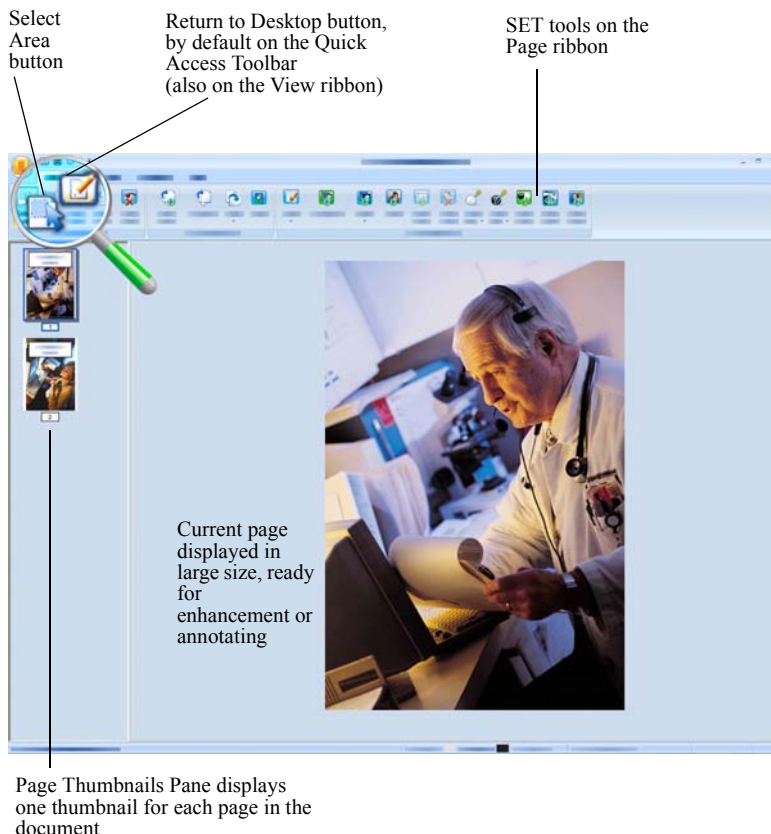 Select
Area
button
Return to Desktop button,
by default on the Quick
Access Toolbar
(also on the View ribbon)
SET tools on the
Page ribbon
1
2
Current page
displayed in
large size, ready
for
enhancement or
annotating
Page Thumbnails Pane displays
one thumbnail for each page in the
document